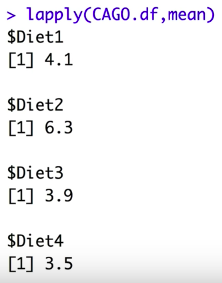 > lapply(CAGO.df,mean)
$Diet1
[1] 4.1
$Diet2
[1] 6.3
$Diet3
[1] 3.9
$Diet4
[1] 3.5